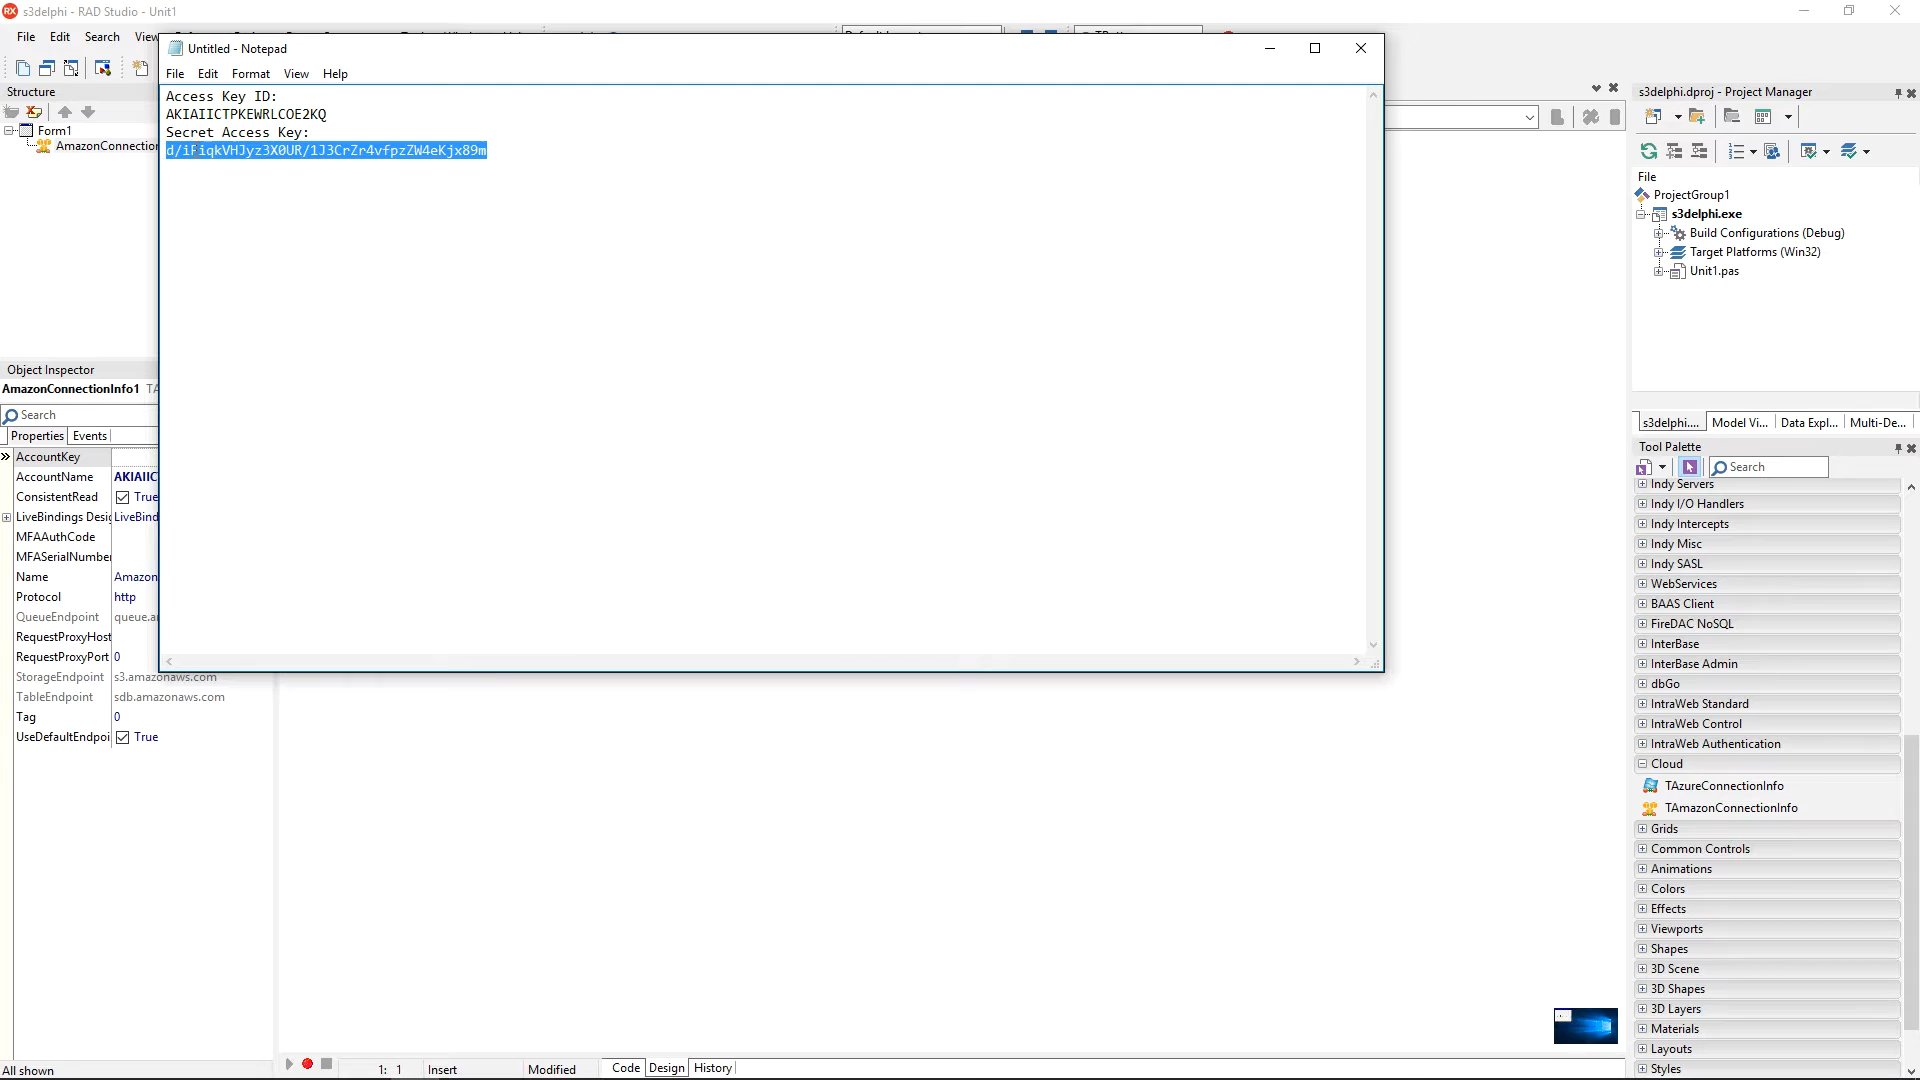 s3delphi - RAD Studio - Unit1
File Edit Search View
Untitled - Notepad
File Edit Format View Help
Access Key ID:
AKIAIICTPKEWRLCOE2KQ
Secret Access Key:
Structure
Form1
AmazonConnection
Object Inspector
AmazonConnectionInfo1 TA
Search
Properties Events
AccountKey
AccountName AKIAIIC
ConsistentRead True
LiveBindings Desig LiveBind
MFAAuthCode
MFASerialNumber
Name Amazon
Protocol http
QueueEndpoint queue.a
RequestProxyHost
RequestProxyPort 0
StorageEndpoint s3.amazonaws.com
TableEndpoint sdb.amazonaws.com
Tag 0
UseDefaultEndpoi True
All shown
1: 1 Insert Modified Code Design History
s3delphi.dproj - Project Manager
File
ProjectGroup1
s3delphi.exe
Build Configurations (Debug)
Target Platforms (Win32)
Unit1.pas
s3delphi.... Model Vi... Data Expl... Multi-De...
Tool Palette
Search
Indy Servers
Indy I/O Handlers
Indy Intercepts
Indy Misc
Indy SASL
WebServices
BAAS Client
FireDAC NoSQL
InterBase
InterBase Admin
dbGo
IntraWeb Standard
IntraWeb Control
IntraWeb Authentication
Cloud
TAzureConnectionInfo
TAmazonConnectionInfo
Grids
Common Controls
Animations
Colors
Effects
Viewports
Shapes
3D Scene
3D Shapes
3D Layers
Materials
Layouts
Styles